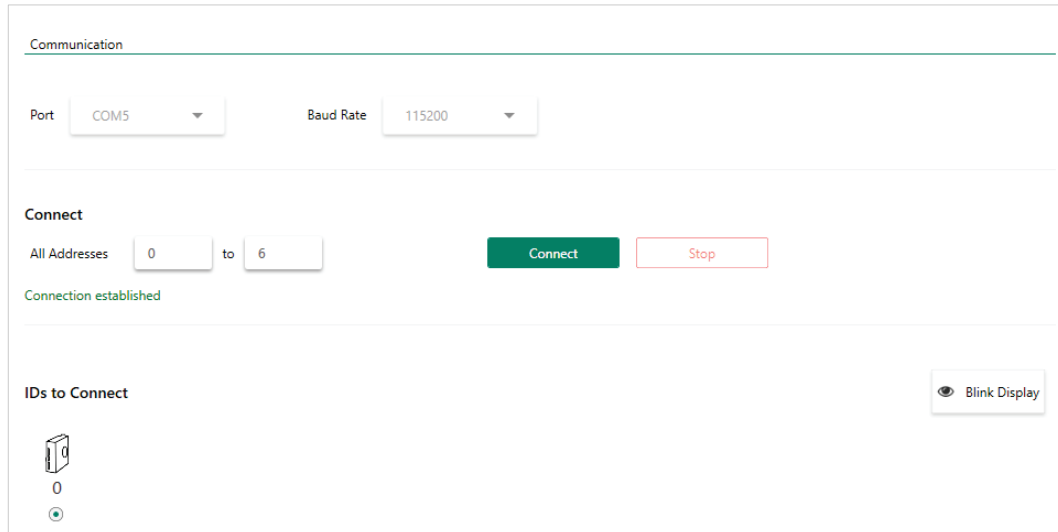 Communication
Port COM5 Baud Rate 115200
Connect
All Addresses 0 to 6 Connect Stop
Connection established
IDs to Connect Blink Display
0